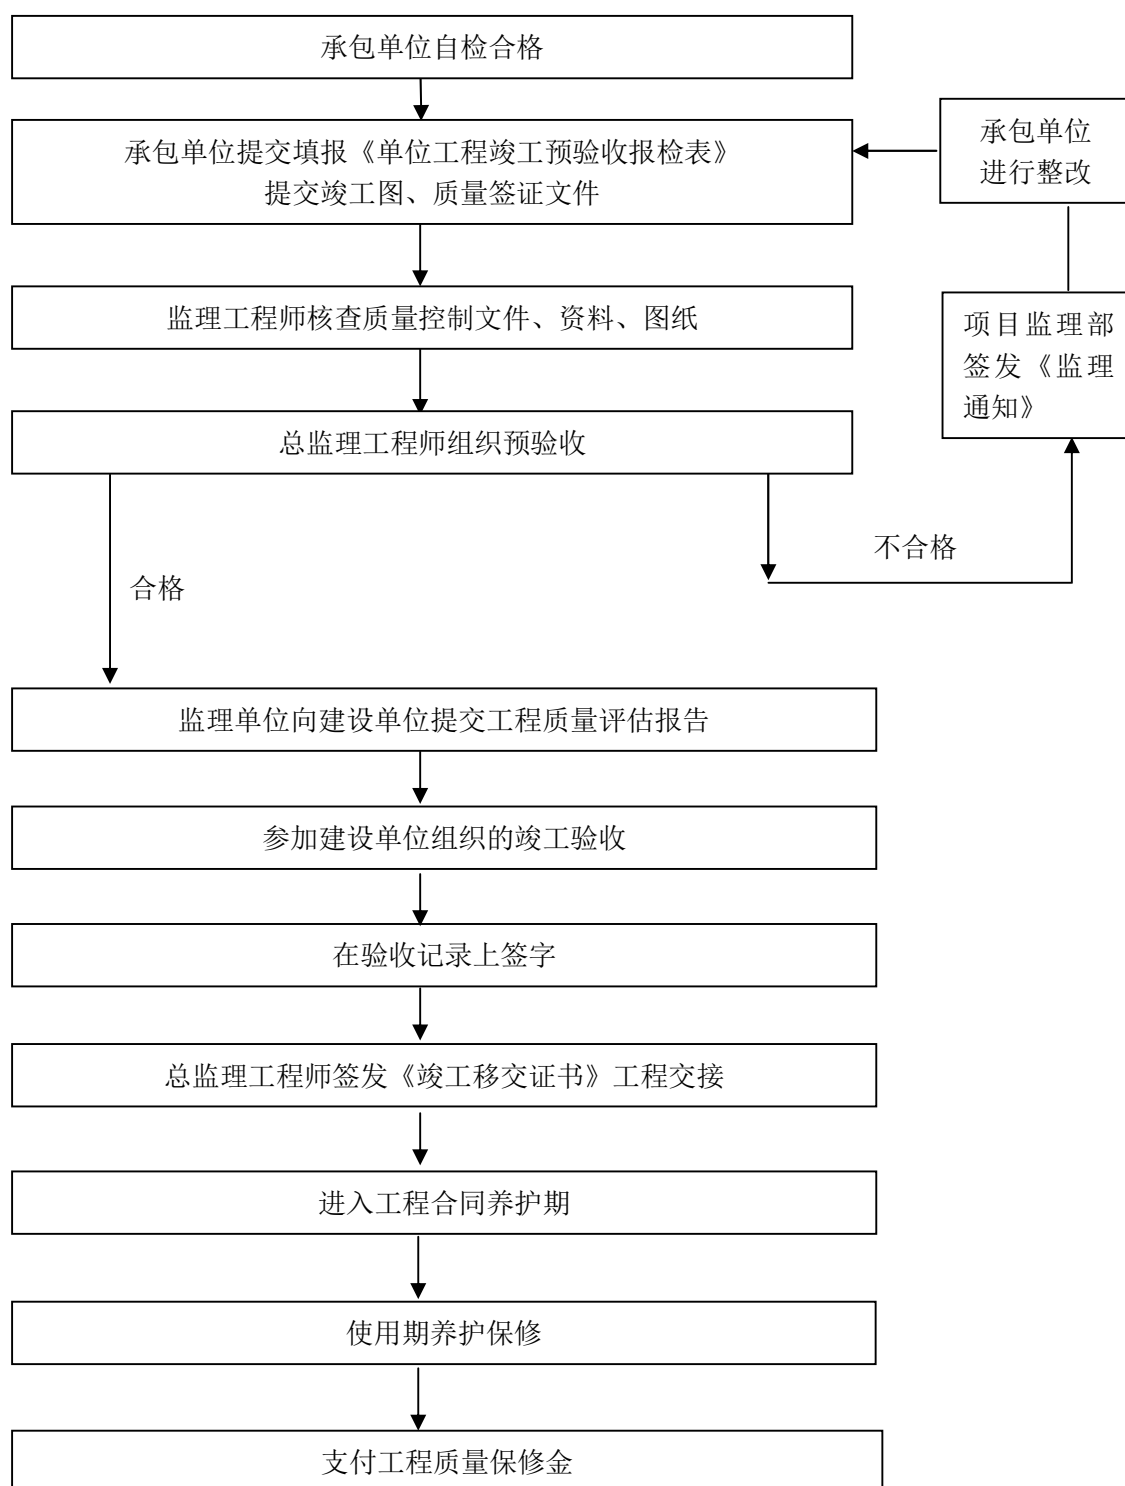 承包单位自检合格
承包单位提交填报《单位工程竣工预验收报检表》
提交竣工图、质量签证文件
承包单位
进行整改
监理工程师核查质量控制文件、资料、图纸
项目监理部
签发《监理
通知》
总监理工程师组织预验收
不合格
合格
监理单位向建设单位提交工程质量评估报告
参加建设单位组织的竣工验收
在验收记录上签字
总监理工程师签发《竣工移交证书》工程交接
进入工程合同养护期
使用期养护保修
支付工程质量保修金